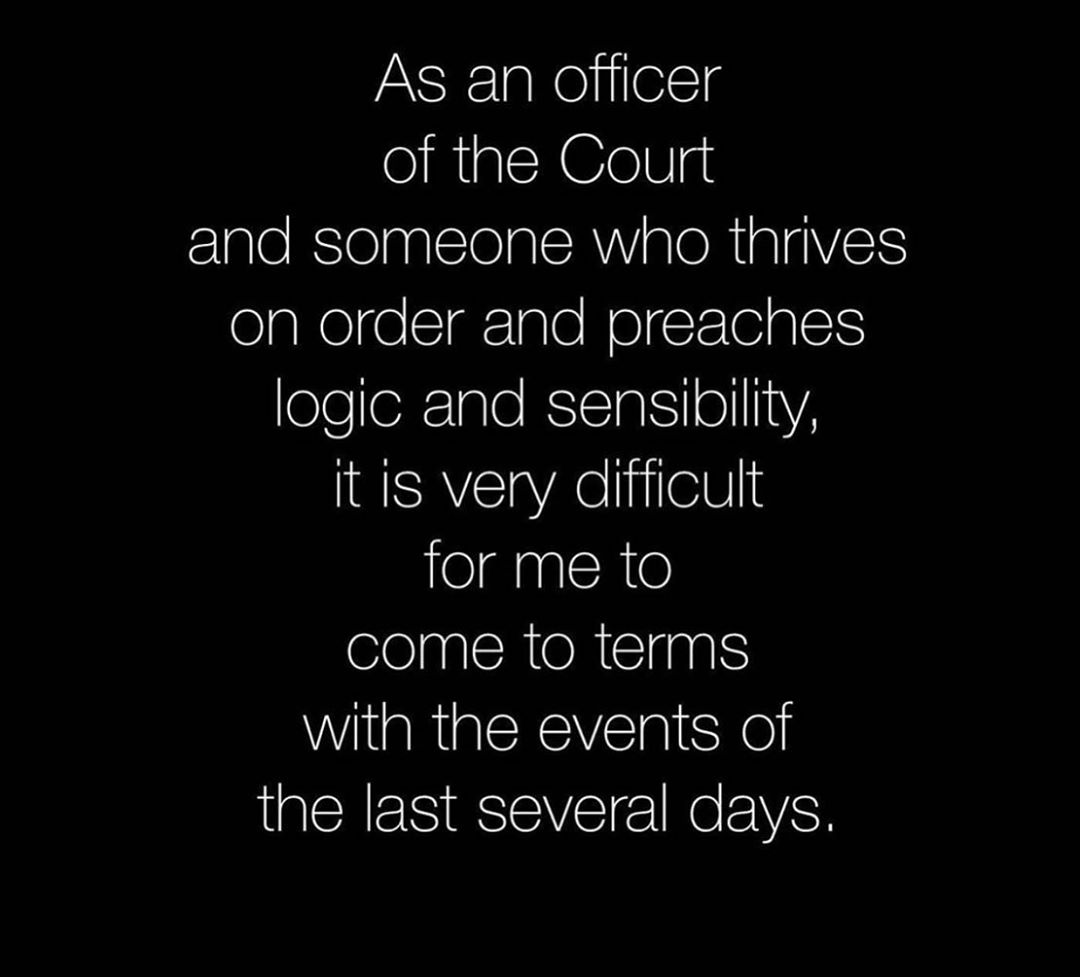 As an officer
of the Court
and someone who thrives
on order and preaches
logic and sensibility,
it is very difficult
for me to
come to terms
with the events of
the last several days.